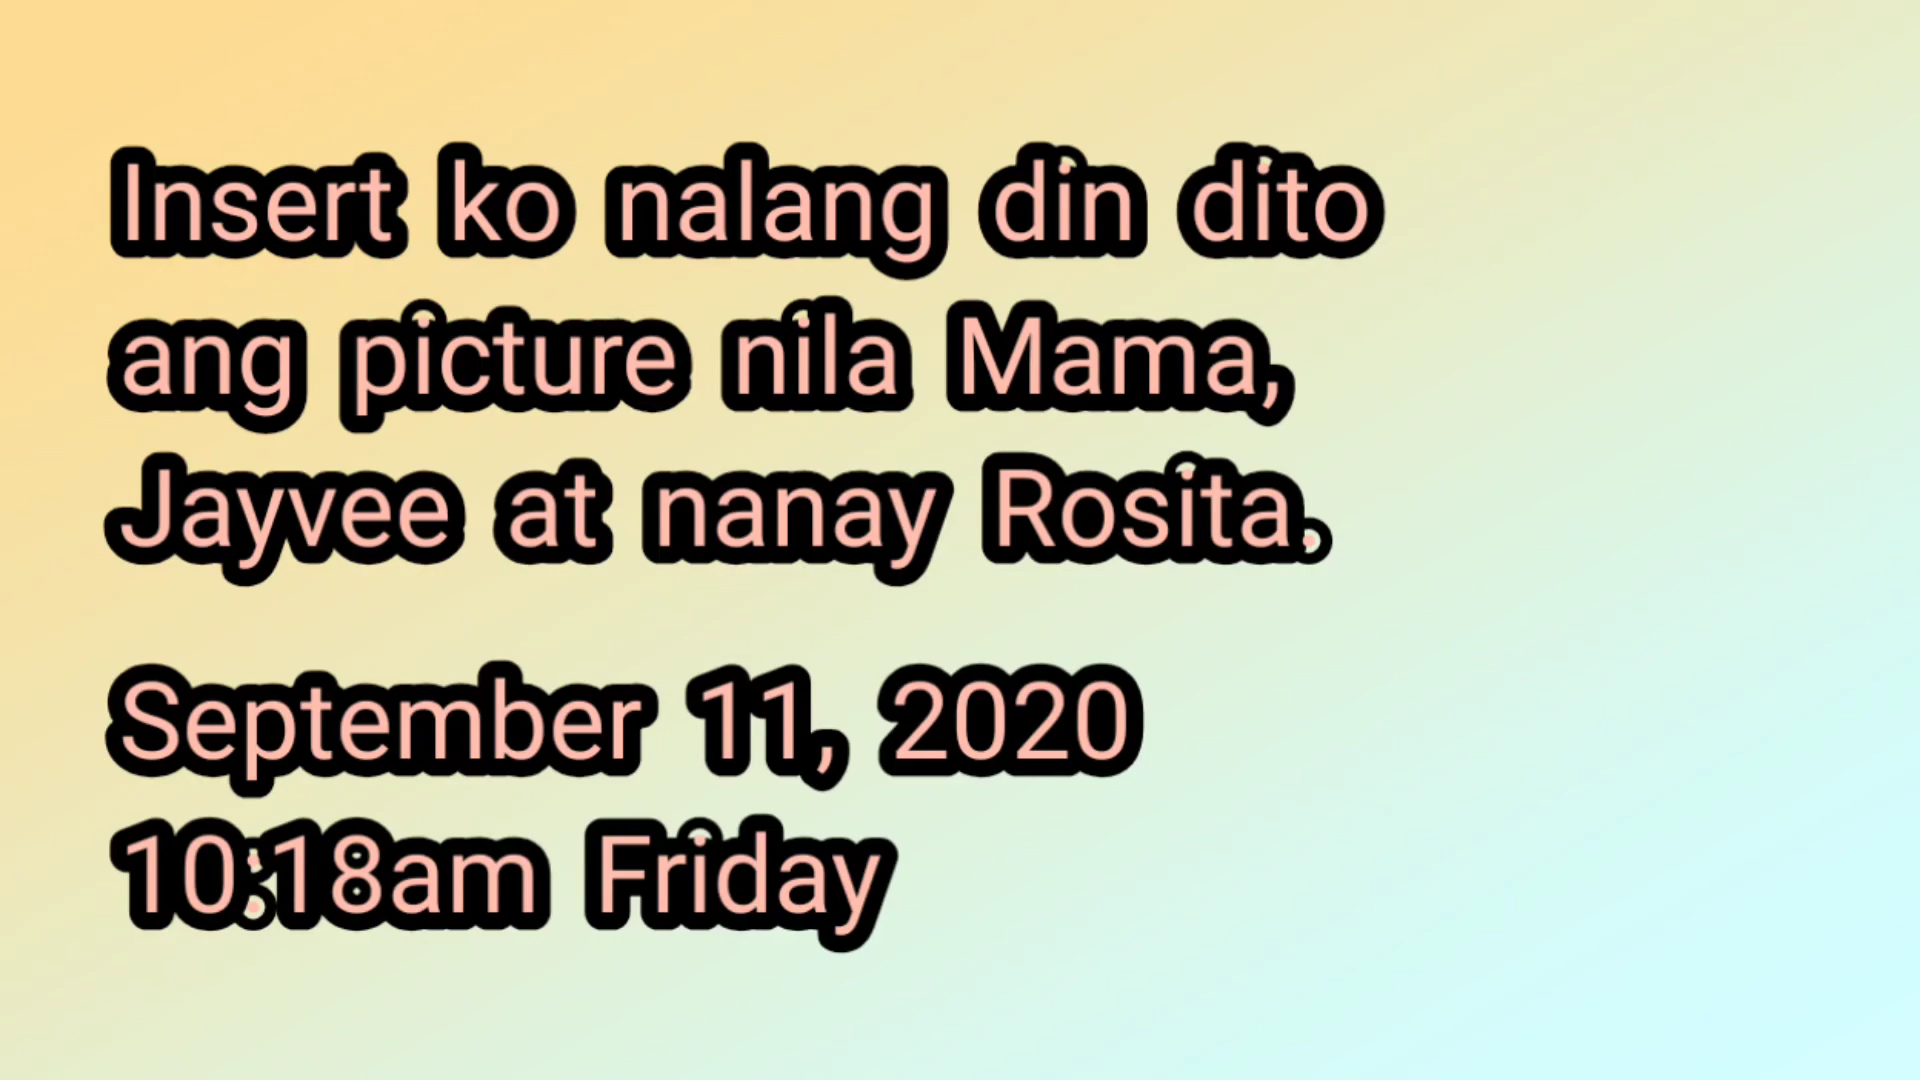 Insert ko nalang din dito
ang picture nila Mama,
Jayvee at nanay Rosita.
September 11, 2020
10:18am Friday